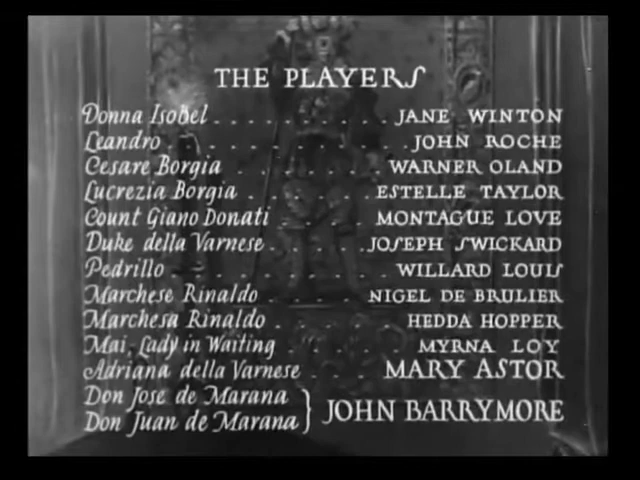 THE PLAYERS
Donna Isobel . . . . . . . . . . . JANE WINTON
Leandro . . . . . . . . . . . . . JOHN ROCHE
Cesare Borgia . . . . . . . . WARNER OLAND
Lucrezia Borgia . . . . . . . ESTELLE TAYLOR
Count Giano Donati . . . . . MONTAGUE LOVE
Duke della Varnese . . . . . . JOSEPH SWICKARD
Pedrillo . . . . . . . . . . . WILLARD LOUIS
Marchese Rinaldo . . . . . . NIGEL DE BRULIER
Marchesa Rinaldo . . . . . . HEDDA HOPPER
Mai, Lady in Waiting . . . . . MYRNA LOY
Adriana della Varnese . . . . MARY ASTOR
Don Jose de Marana
Don Juan de Marana } JOHN BARRYMORE